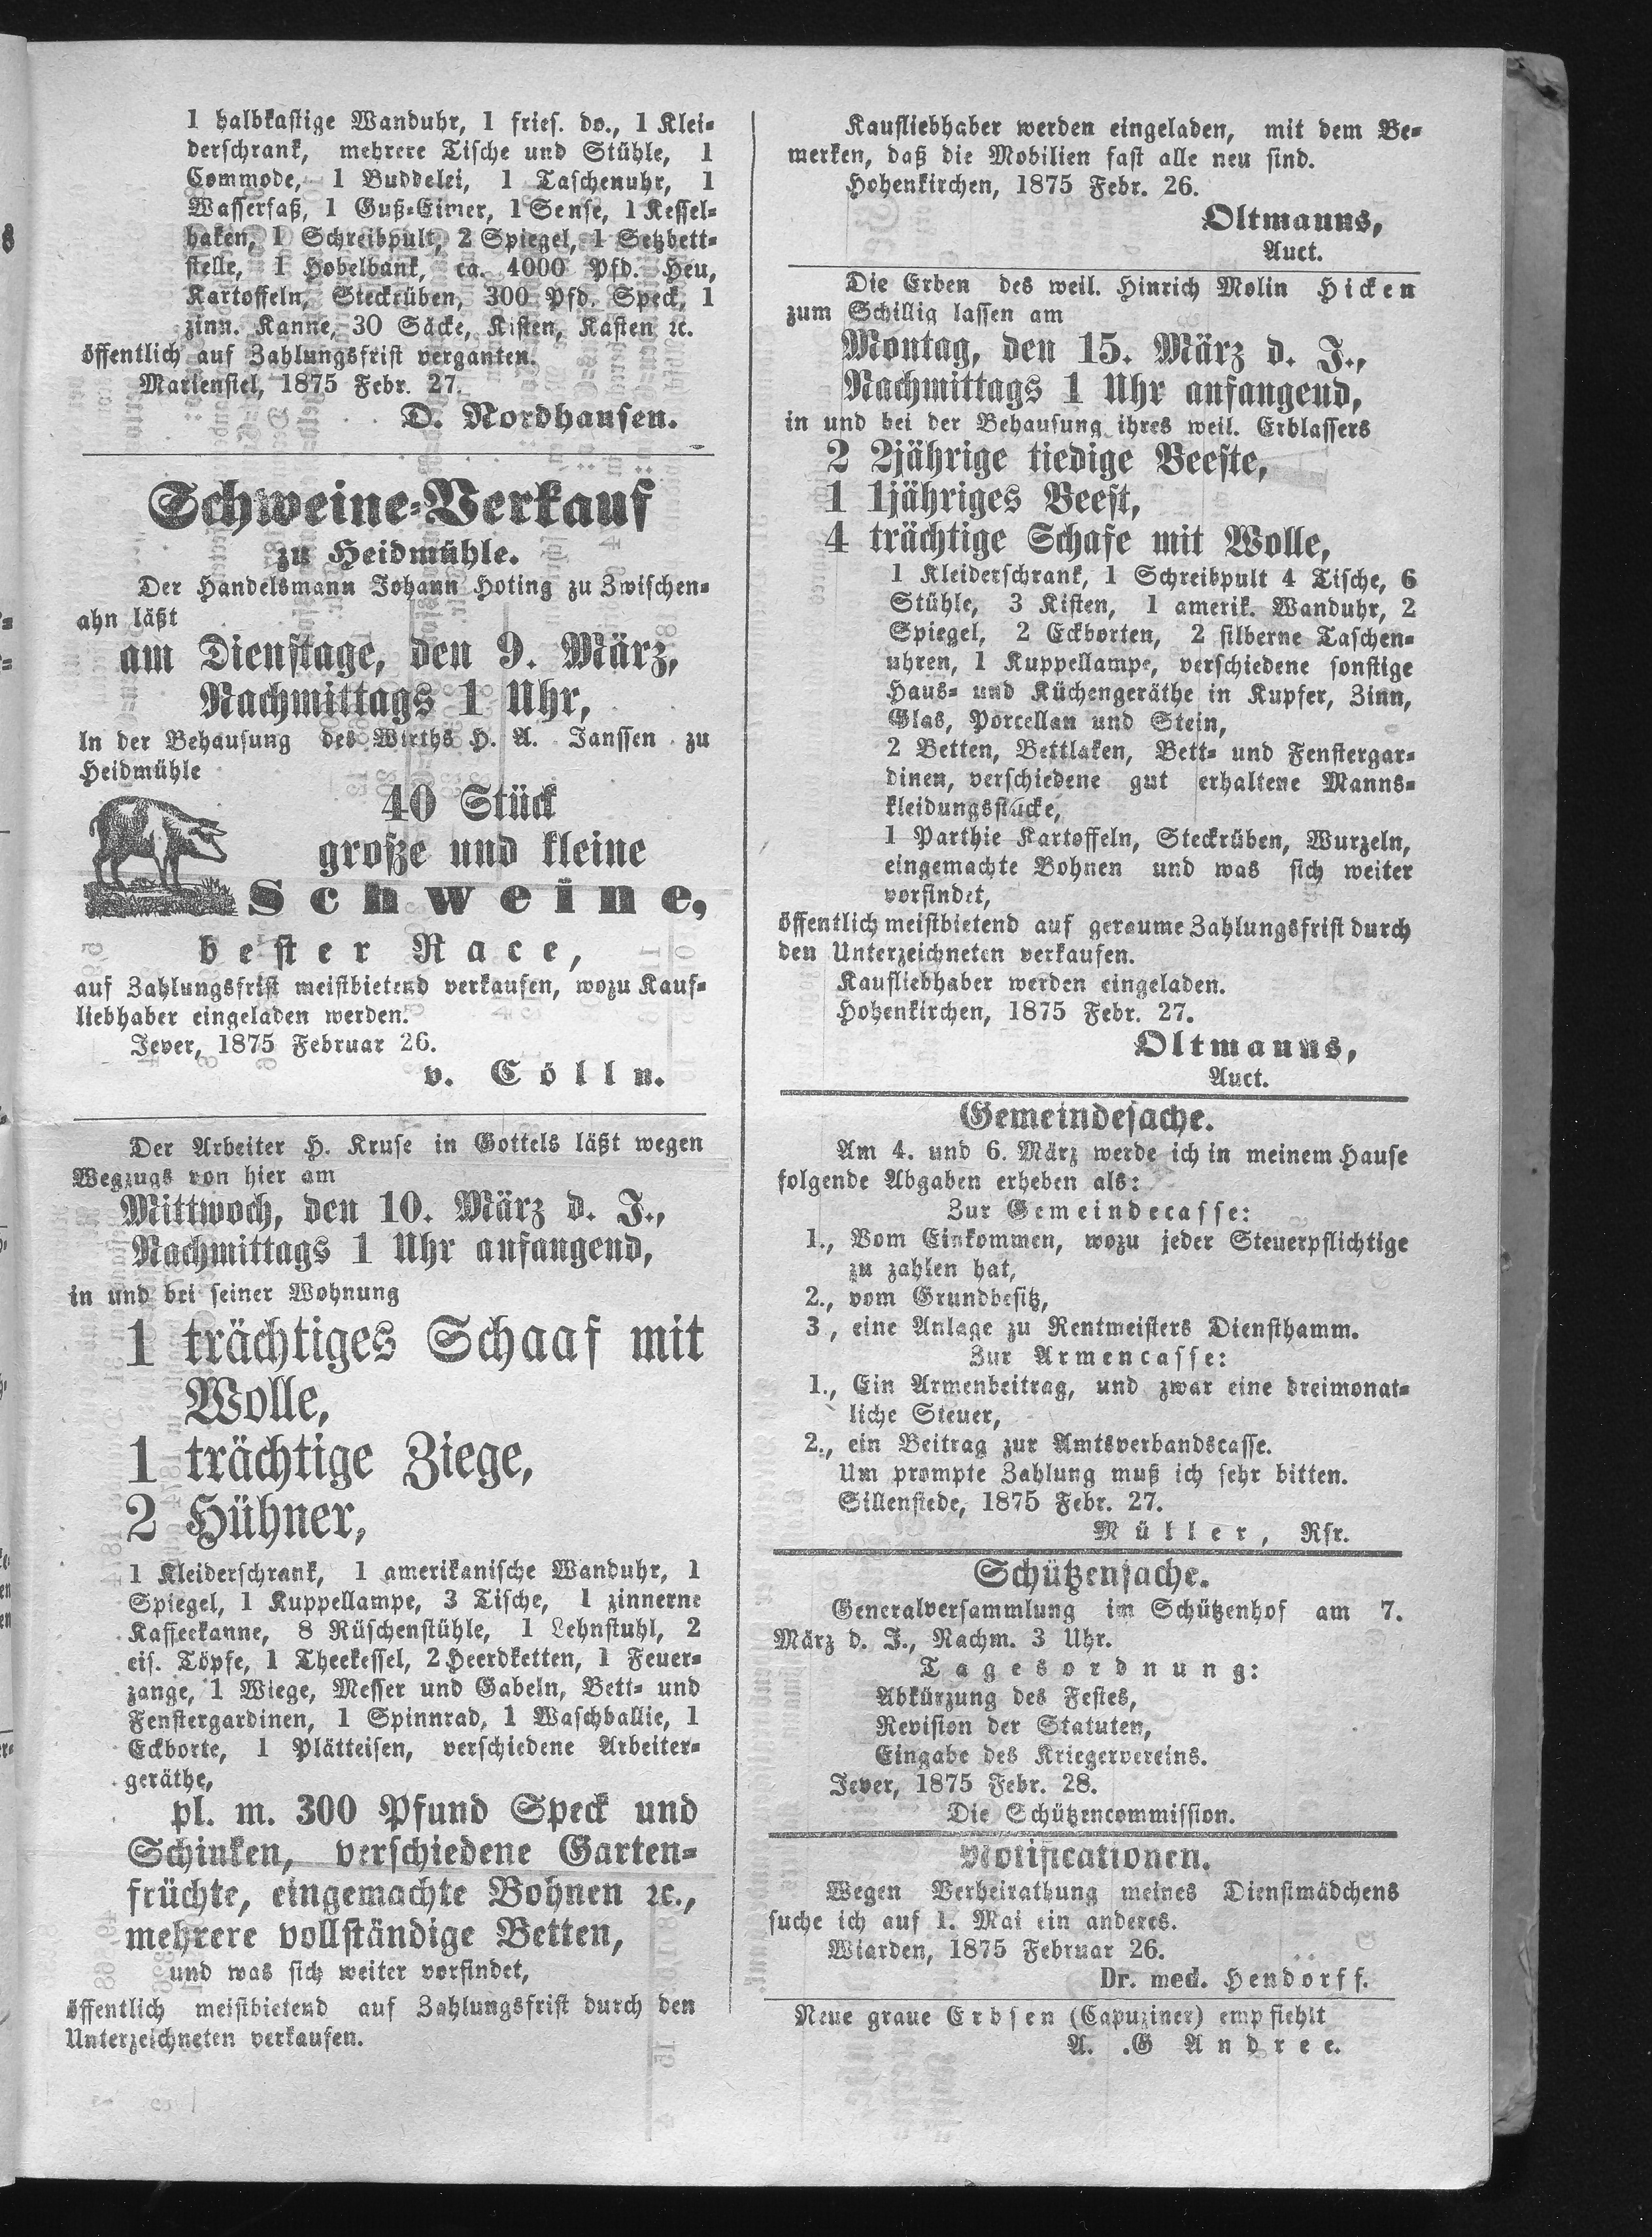 1 halbkastige Wanduhr, 1 fries. do., 1 Klei-
derschrank, mehrere Tische und Stühle, 1
Commode, 1 Buddelei, 1 Taschenuhr, 1
Wasserfaß, 1 Guß-Eimer, 1 Sense, 1 Kessel-
haken, 1 Schreibpult, 2 Spiegel, 1 Setzbett-
stelle, 1 Hobelbank, ca. 4000 Pfd. Heu,
Kartoffeln, Steckrüben, 300 Pfd. Speck, 1
zinn. Kanne, 30 Säcke, Kisten, Kasten ꝛc.
öffentlich auf Zahlungsfrist verganten.
Mariensiel, 1875 Febr. 27.
D. Nordhausen.
Schweine-Verkauf
zu Heidmühle.
Der Handelsmann Johann Hoting zu Zwischen-
ahn läßt
am Dienstage, den 9. März,
Nachmittags 1 Uhr,
In der Behausung des Wirths H. A. Janssen zu
Heidmühle
40 Stück
große und kleine
Schweine,
bester Race,
auf Zahlungsfrist meistbietend verkaufen, wozu Kauf-
liebhaber eingeladen werden.
Jever, 1875 Februar 26.
v. Cölln.
Der Arbeiter H. Kruse in Gottels läßt wegen
Wegzugs von hier am
Mittwoch, den 10. März d. J.,
Nachmittags 1 Uhr anfangend,
in und bei seiner Wohnung
1 trächtiges Schaaf mit
Wolle,
1 trächtige Ziege,
2 Hühner,
1 Kleiderschrank, 1 amerikanische Wanduhr, 1
Spiegel, 1 Kuppellampe, 3 Tische, 1 zinnerne
Kaffeekanne, 8 Rüschenstühle, 1 Lehnstuhl, 2
eis. Töpfe, 1 Theekessel, 2 Heerdketten, 1 Feuer-
zange, 1 Wiege, Messer und Gabeln, Bett- und
Fenstergardinen, 1 Spinnrad, 1 Waschballie, 1
Eckborte, 1 Plätteisen, verschiedene Arbeiter-
geräthe,
pl. m. 300 Pfund Speck und
Schinken, verschiedene Garten-
früchte, eingemachte Bohnen ꝛc.,
mehrere vollständige Betten,
und was sich weiter vorfindet,
öffentlich meistbietend auf Zahlungsfrist durch den
Unterzeichneten verkaufen.
Kaufliebhaber werden eingeladen, mit dem Be-
merken, daß die Mobilien fast alle neu sind.
Hohenkirchen, 1875 Febr. 26.
Oltmanns,
Auct.
Die Erben des weil. Hinrich Molin Hicken
zum Schillig lassen am
Montag, den 15. März d. J.,
Nachmittags 1 Uhr anfangend,
in und bei der Behausung ihres weil. Erblassers
2 2jährige tiedige Beeste,
1 1jähriges Beest,
4 trächtige Schafe mit Wolle,
1 Kleiderschrank, 1 Schreibpult 4 Tische, 6
Stühle, 3 Kisten, 1 amerik. Wanduhr, 2
Spiegel, 2 Eckborten, 2 silberne Taschen-
uhren, 1 Kuppellampe, verschiedene sonstige
Haus- und Küchengeräthe in Kupfer, Zinn,
Glas, Porcellan und Stein,
2 Betten, Bettlaken, Bett- und Fenstergar-
dinen, verschiedene gut erhaltene Manns-
kleidungsstücke,
1 Parthie Kartoffeln, Steckrüben, Wurzeln,
eingemachte Bohnen und was sich weiter
vorfindet,
öffentlich meistbietend auf geraume Zahlungsfrist durch
den Unterzeichneten verkaufen.
Kaufliebhaber werden eingeladen.
Hohenkirchen, 1875 Febr. 27.
Oltmanns,
Auct.
Gemeindesache.
Am 4. und 6. März werde ich in meinem Hause
folgende Abgaben erheben als:
Zur Gemeindecasse:
1., Vom Einkommen, wozu jeder Steuerpflichtige
zu zahlen hat,
2., vom Grundbesitz,
3, eine Anlage zu Rentmeisters Diensthamm.
Zur Armencasse:
1., Ein Armenbeitrag, und zwar eine dreimonat-
liche Steuer,
2., ein Beitrag zur Amtsverbandscasse.
Um prompte Zahlung muß ich sehr bitten.
Sillenstede, 1875 Febr. 27.
Müller, Rfr.
Schützensache.
Generalversammlung im Schützenhof am 7.
März d. J., Nachm. 3 Uhr.
Tagesordnung:
Abkürzung des Festes,
Revision der Statuten,
Eingabe des Kriegervereins.
Jever, 1875 Febr. 28.
Die Schützencommission.
Notificationen.
Wegen Verheirathung meines Dienstmädchens
suche ich auf 1. Mai ein anderes.
Wiarden, 1875 Februar 26.
Dr. med. Hendorff.
Neue graue Erbsen (Capuziner) empfiehlt
A. .G Andree.